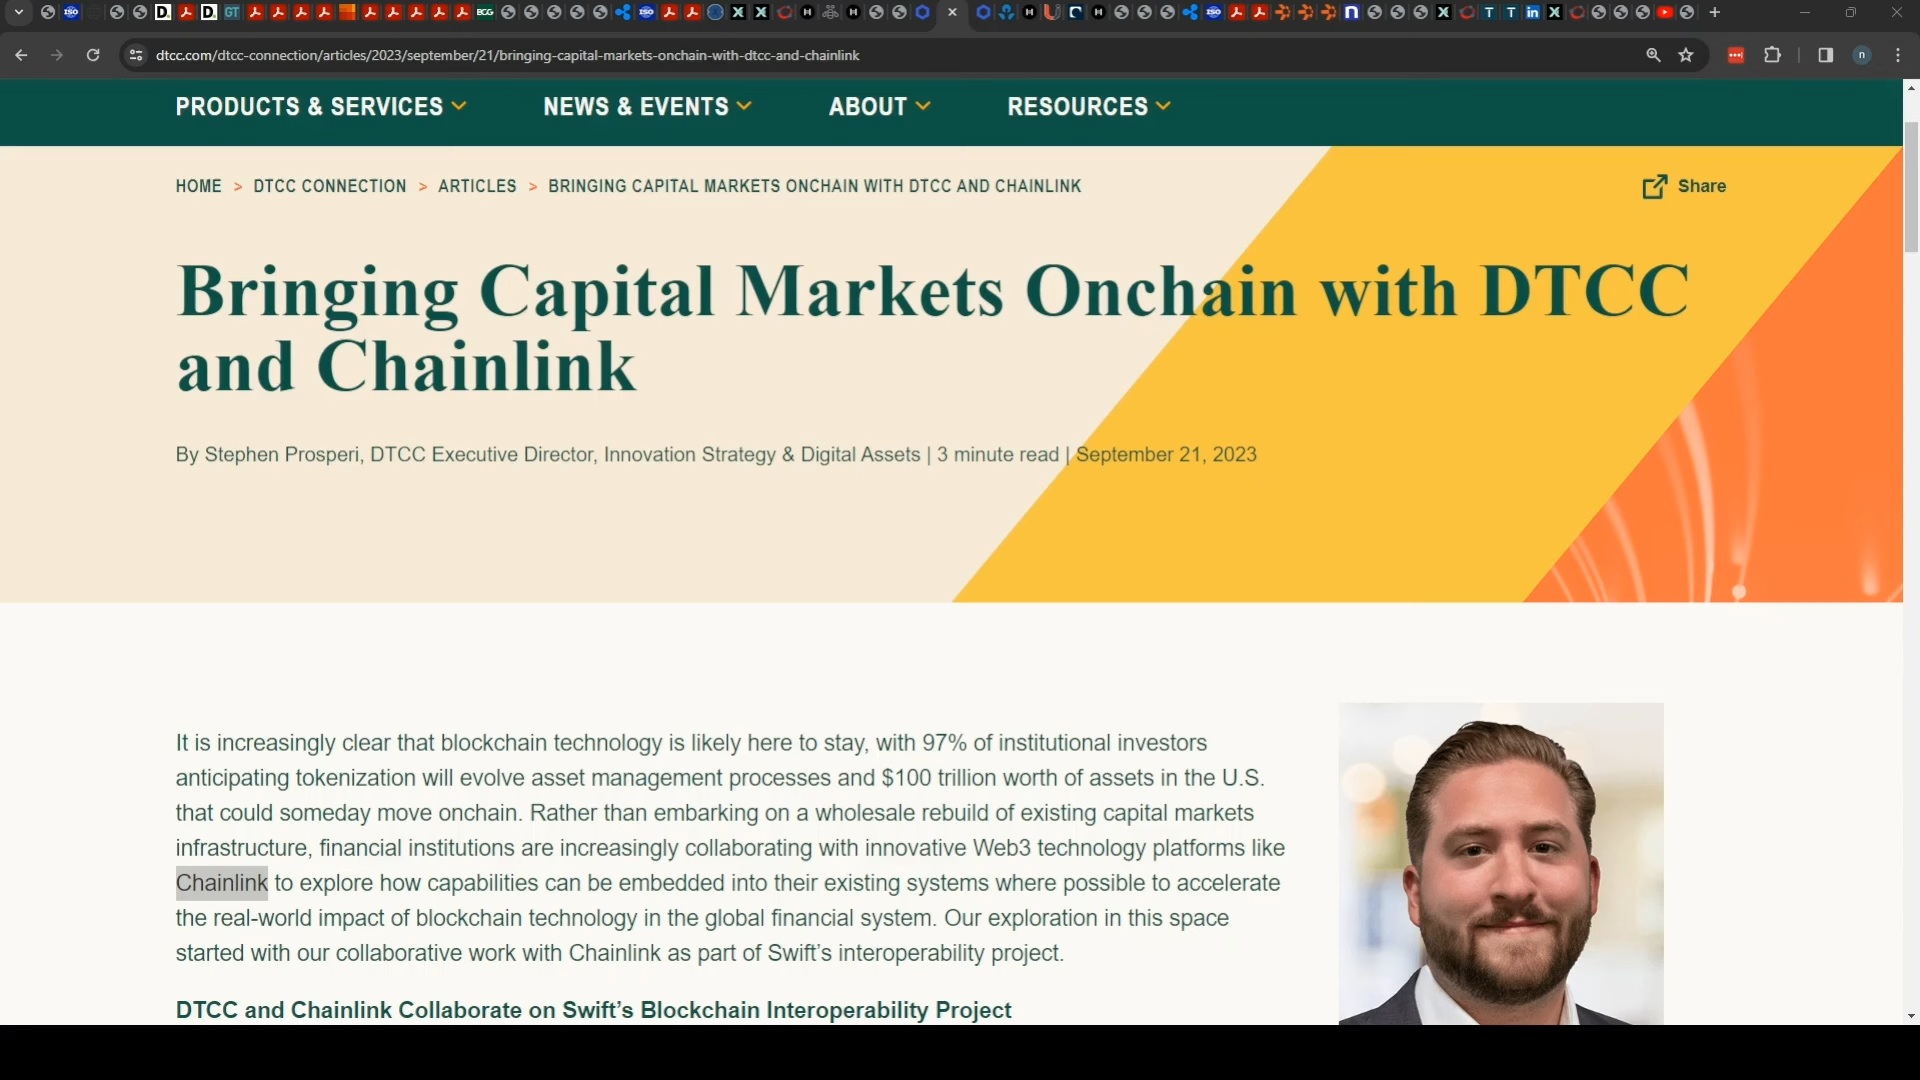 dtcc.com/dtcc-connection/articles/2023/september/21/bringing-capital-markets-onchain-with-dtcc-and-chainlink
PRODUCTS & SERVICES NEWS & EVENTS ABOUT RESOURCES
HOME > DTCC CONNECTION > ARTICLES > BRINGING CAPITAL MARKETS ONCHAIN WITH DTCC AND CHAINLINK
Share
Bringing Capital Markets Onchain with DTCC
and Chainlink
By Stephen Prosperi, DTCC Executive Director, Innovation Strategy & Digital Assets | 3 minute read | September 21, 2023
It is increasingly clear that blockchain technology is likely here to stay, with 97% of institutional investors
anticipating tokenization will evolve asset management processes and $100 trillion worth of assets in the U.S.
that could someday move onchain. Rather than embarking on a wholesale rebuild of existing capital markets
infrastructure, financial institutions are increasingly collaborating with innovative Web3 technology platforms like
Chainlink to explore how capabilities can be embedded into their existing systems where possible to accelerate
the real-world impact of blockchain technology in the global financial system. Our exploration in this space
started with our collaborative work with Chainlink as part of Swift’s interoperability project.
DTCC and Chainlink Collaborate on Swift’s Blockchain Interoperability Project